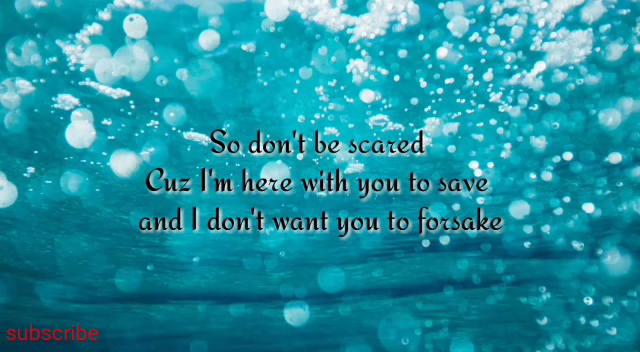 So don't be scared
Cuz I'm here with you to save
and I don't want you to forsake
subscribe